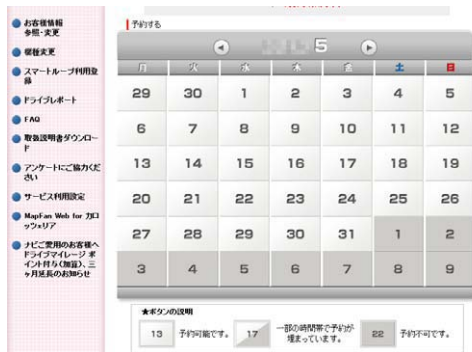 お客様情報
参照・変更
機種変更
スマートループ利用登
録
ドライブレポート
FAQ
取扱説明書ダウンロー
ド
アンケートにご協力くだ
さい
サービス利用設定
MapFan Web for カロ
ッツェリア
ナビご愛用のお客様へ
ドライブマイレージ ポ
イント付与(加算)、三
ヶ月延長のお知らせ
予約する
5
月 火 水 木 金 土 日
29 30 1 2 3 4 5
6 7 8 9 10 11 12
13 14 15 16 17 18 19
20 21 22 23 24 25 26
27 28 29 30 31 1 2
3 4 5 6 7 8 9
★ボタンの説明
13 予約可能です。 17 一部の時間帯で予約が
埋まっています。 22 予約不可です。